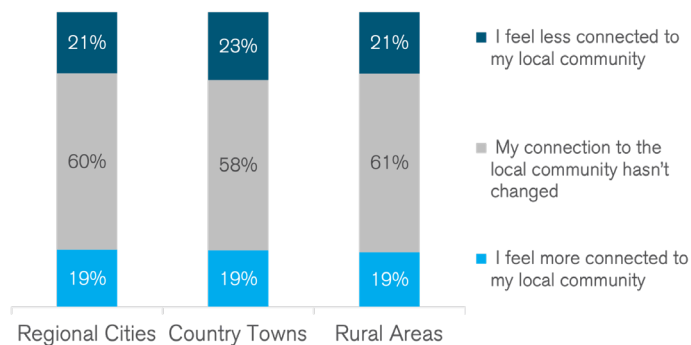 21%
23%
21%
60%
58%
61%
19%
19%
19%
Regional Cities
Country Towns
Rural Areas
I feel less connected to
my local community
My connection to the
local community hasn't
changed
I feel more connected to
my local community